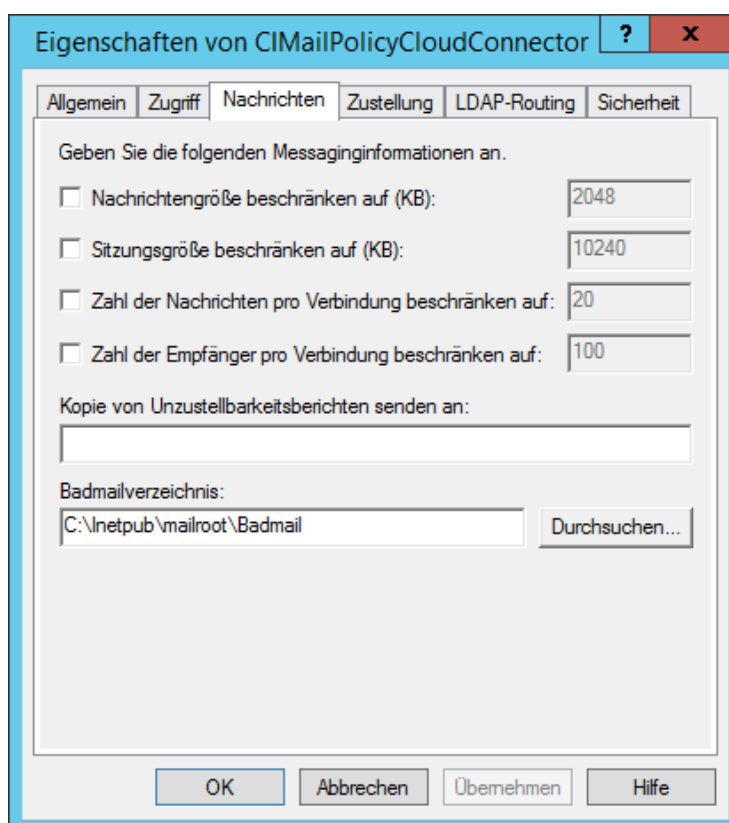 Eigenschaften von CIMailPolicyCloudConnector ? x
Allgemein Zugriff Nachrichten Zustellung LDAP-Routing Sicherheit
Geben Sie die folgenden Messaginginformationen an.
Nachrichtengröße beschränken auf (KB): 2048
Sitzungsgröße beschränken auf (KB): 10240
Zahl der Nachrichten pro Verbindung beschränken auf: 20
Zahl der Empfänger pro Verbindung beschränken auf: 100
Kopie von Unzustellbarkeitsberichten senden an:
Badmailverzeichnis:
C:\Inetpub\mailroot\Badmail Durchsuchen...
OK Abbrechen Übernehmen Hilfe